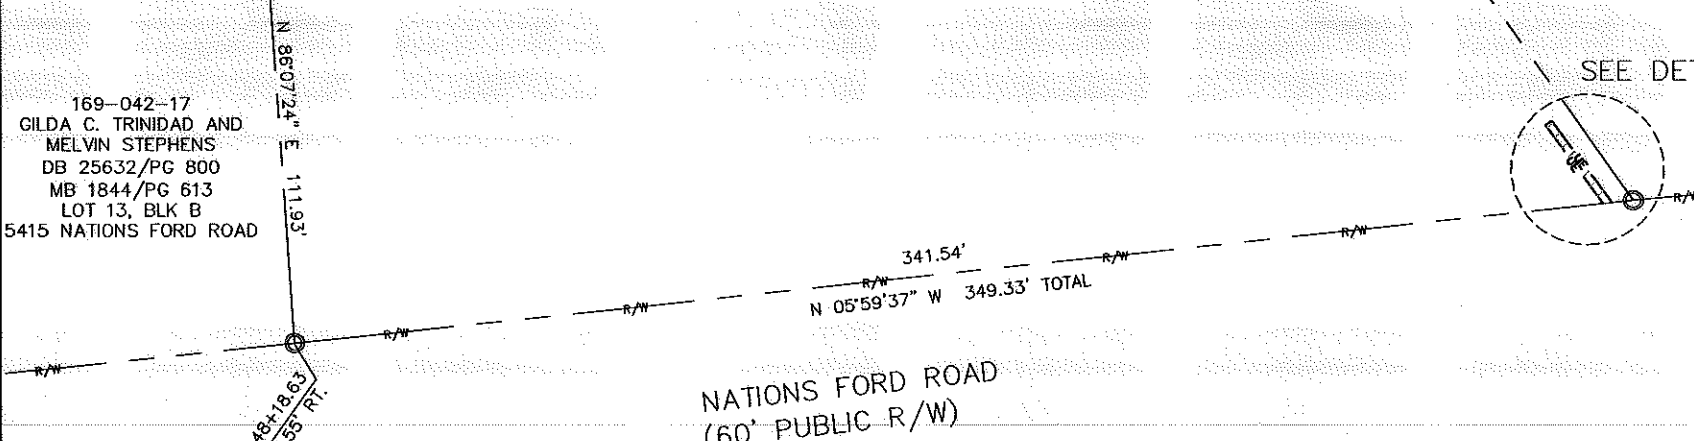 N 86°07'24" E 111.93'
169-042-17
GILDA C. TRINIDAD AND
MELVIN STEPHENS
DB 25632/PG 800
MB 1844/PG 613
LOT 13, BLK B
5415 NATIONS FORD ROAD
SEE DET
R/W
R/W
R/W
R/W
R/W
R/W
R/W
341.54'
N 05°59'37" W 349.33' TOTAL
48+18.63
55' RT.
NATIONS FORD ROAD
(60' PUBLIC R/W)